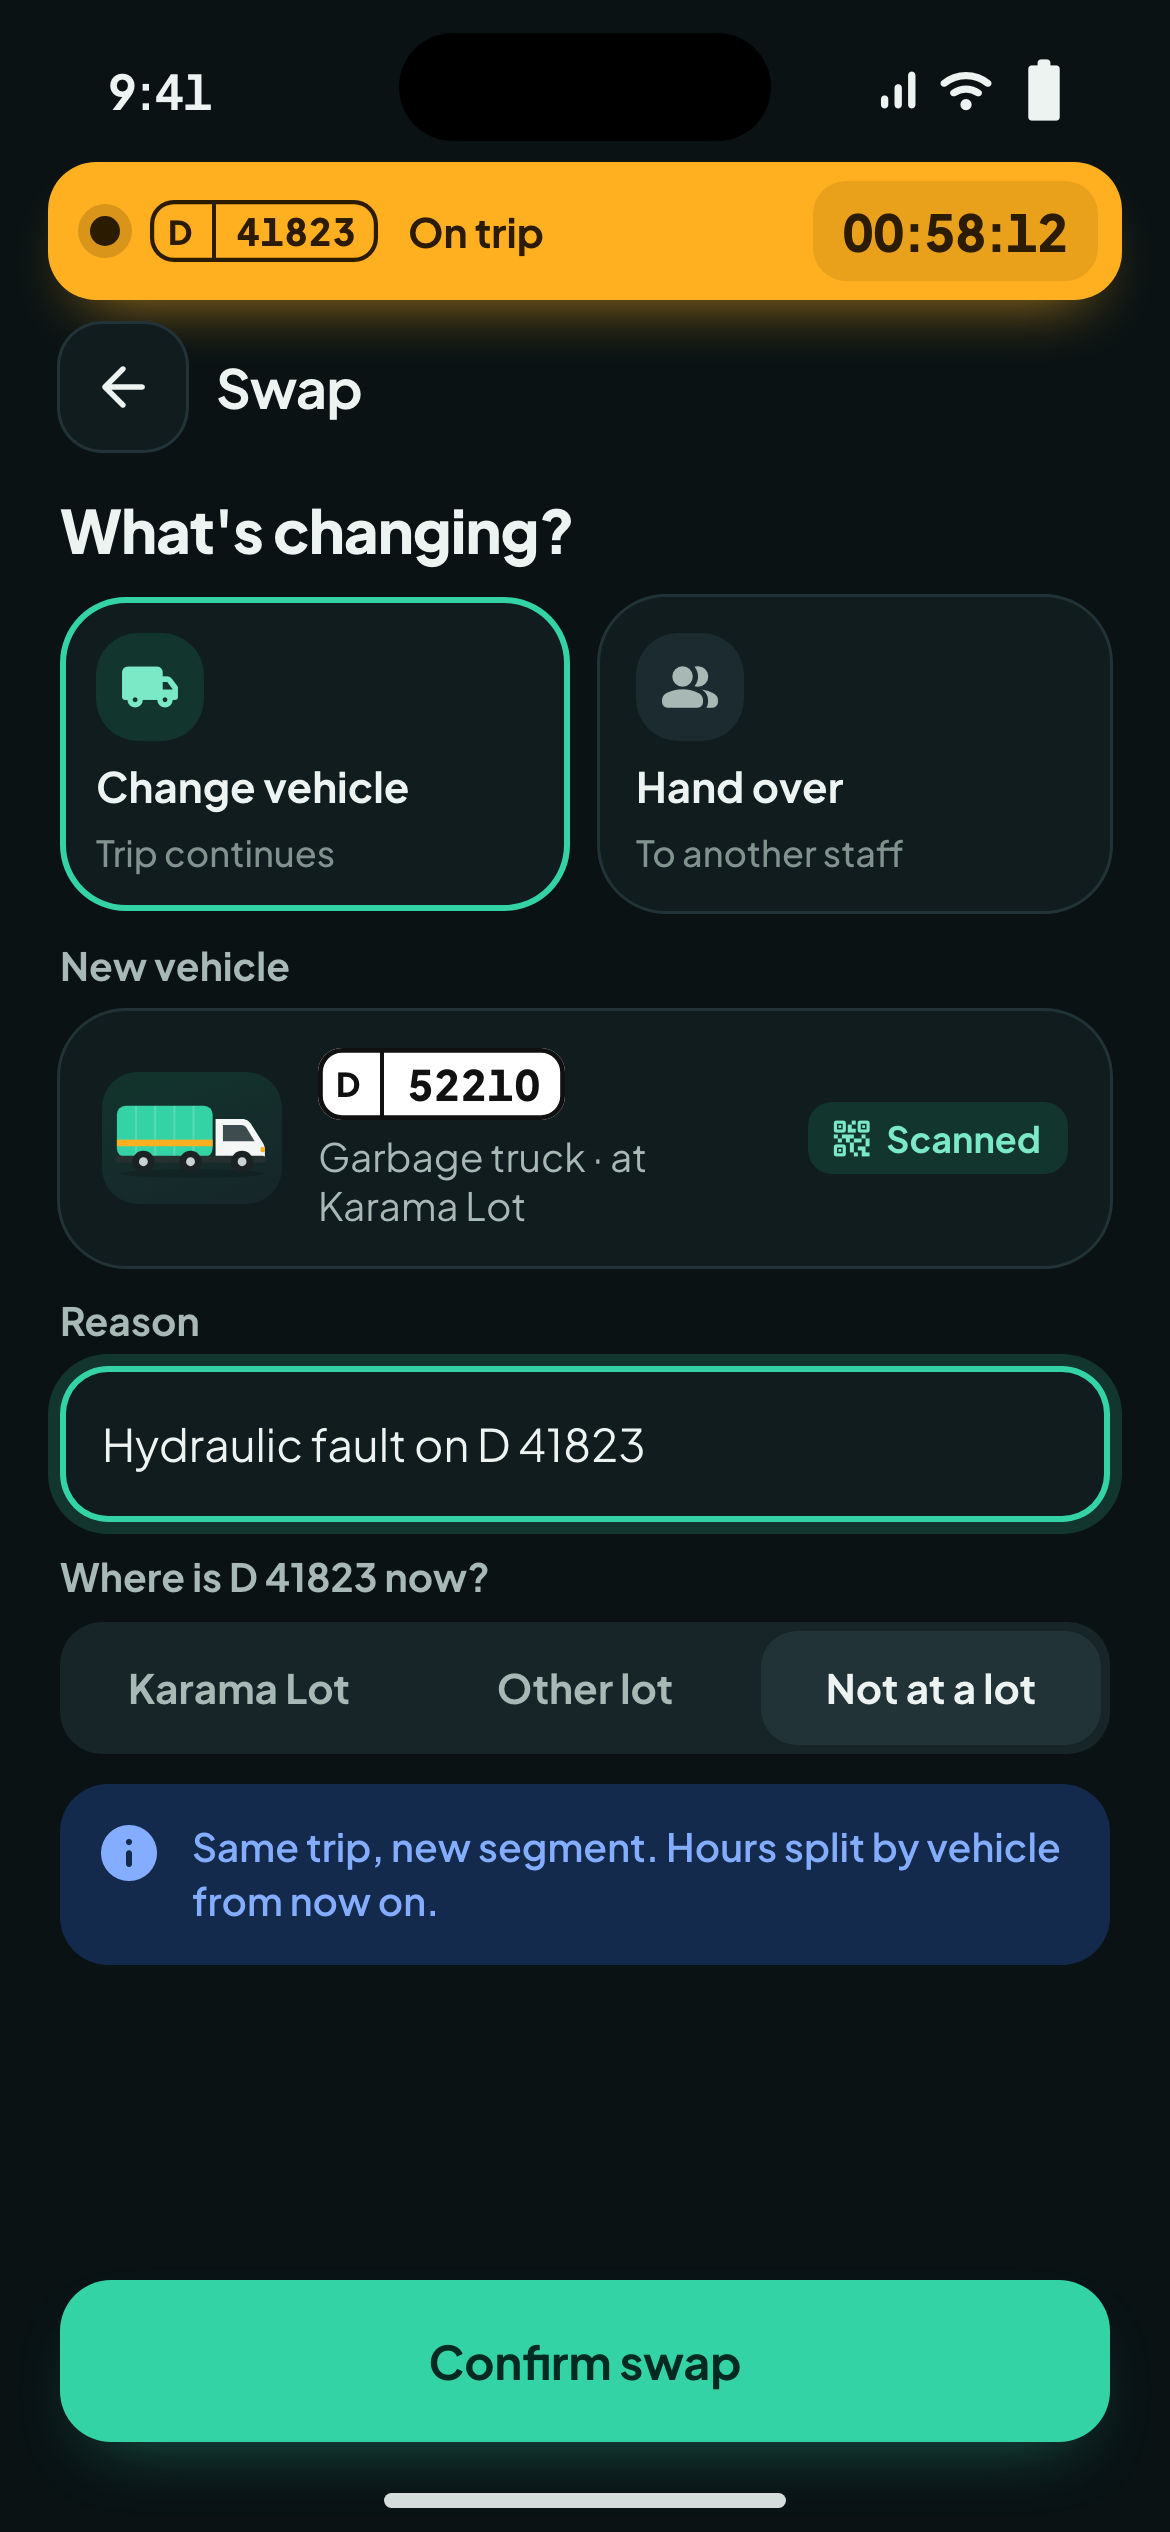 9:41
D 41823 On trip 00:58:12
Swap
What's changing?
Change vehicle
Trip continues
Hand over
To another staff
New vehicle
D 52210
Garbage truck · at
Karama Lot
Scanned
Reason
Hydraulic fault on D 41823
Where is D 41823 now?
Karama Lot Other lot Not at a lot
Same trip, new segment. Hours split by vehicle
from now on.
Confirm swap